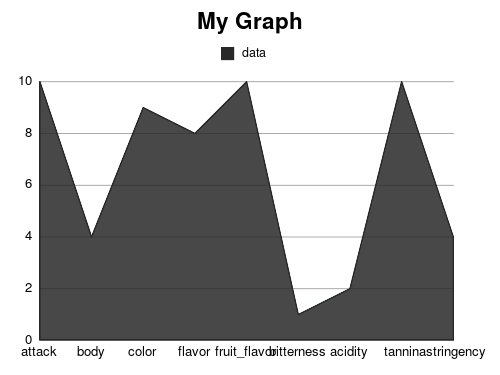 My Graph
data
10
8
6
4
2
0
attack body color flavor fruit_flavor bitterness acidity tannin astringency